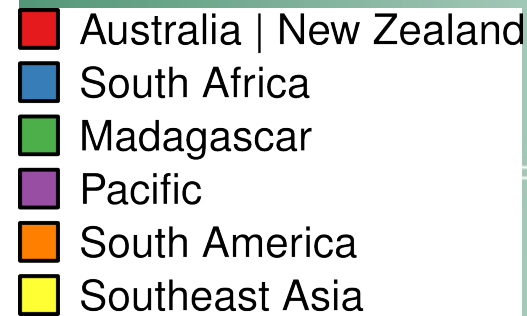 Australia | New Zealand
South Africa
Madagascar
Pacific
South America
Southeast Asia